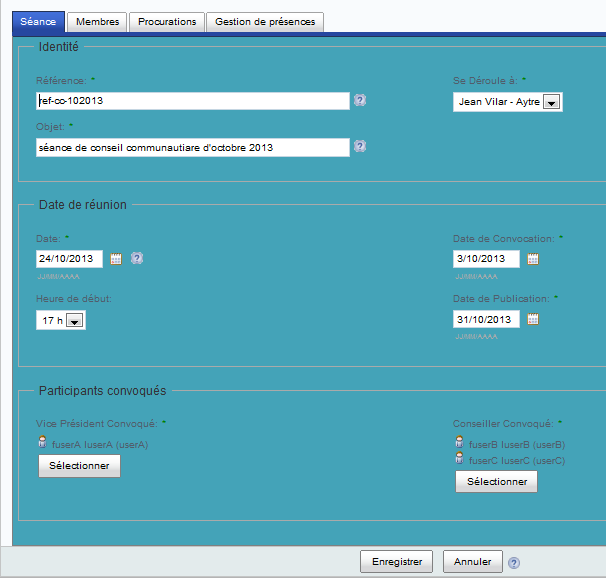 Séance Membres Procurations Gestion de présences
Identité
Référence: * Se Déroule à: *
ref-co-102013 ? Jean Vilar - Aytre
Objet: *
séance de conseil communautiare d'octobre 2013 ?
Date de réunion
Date: * Date de Convocation: *
24/10/2013 ? 3/10/2013
JJ/MM/AAAA JJ/MM/AAAA
Heure de début: Date de Publication: *
17 h 31/10/2013
JJ/MM/AAAA
Participants convoqués
Vice Président Convoqué: * Conseiller Convoqué: *
fuserA luserA (userA) fuserB luserB (userB)
fuserC luserC (userC)
Sélectionner Sélectionner
Enregistrer Annuler ?